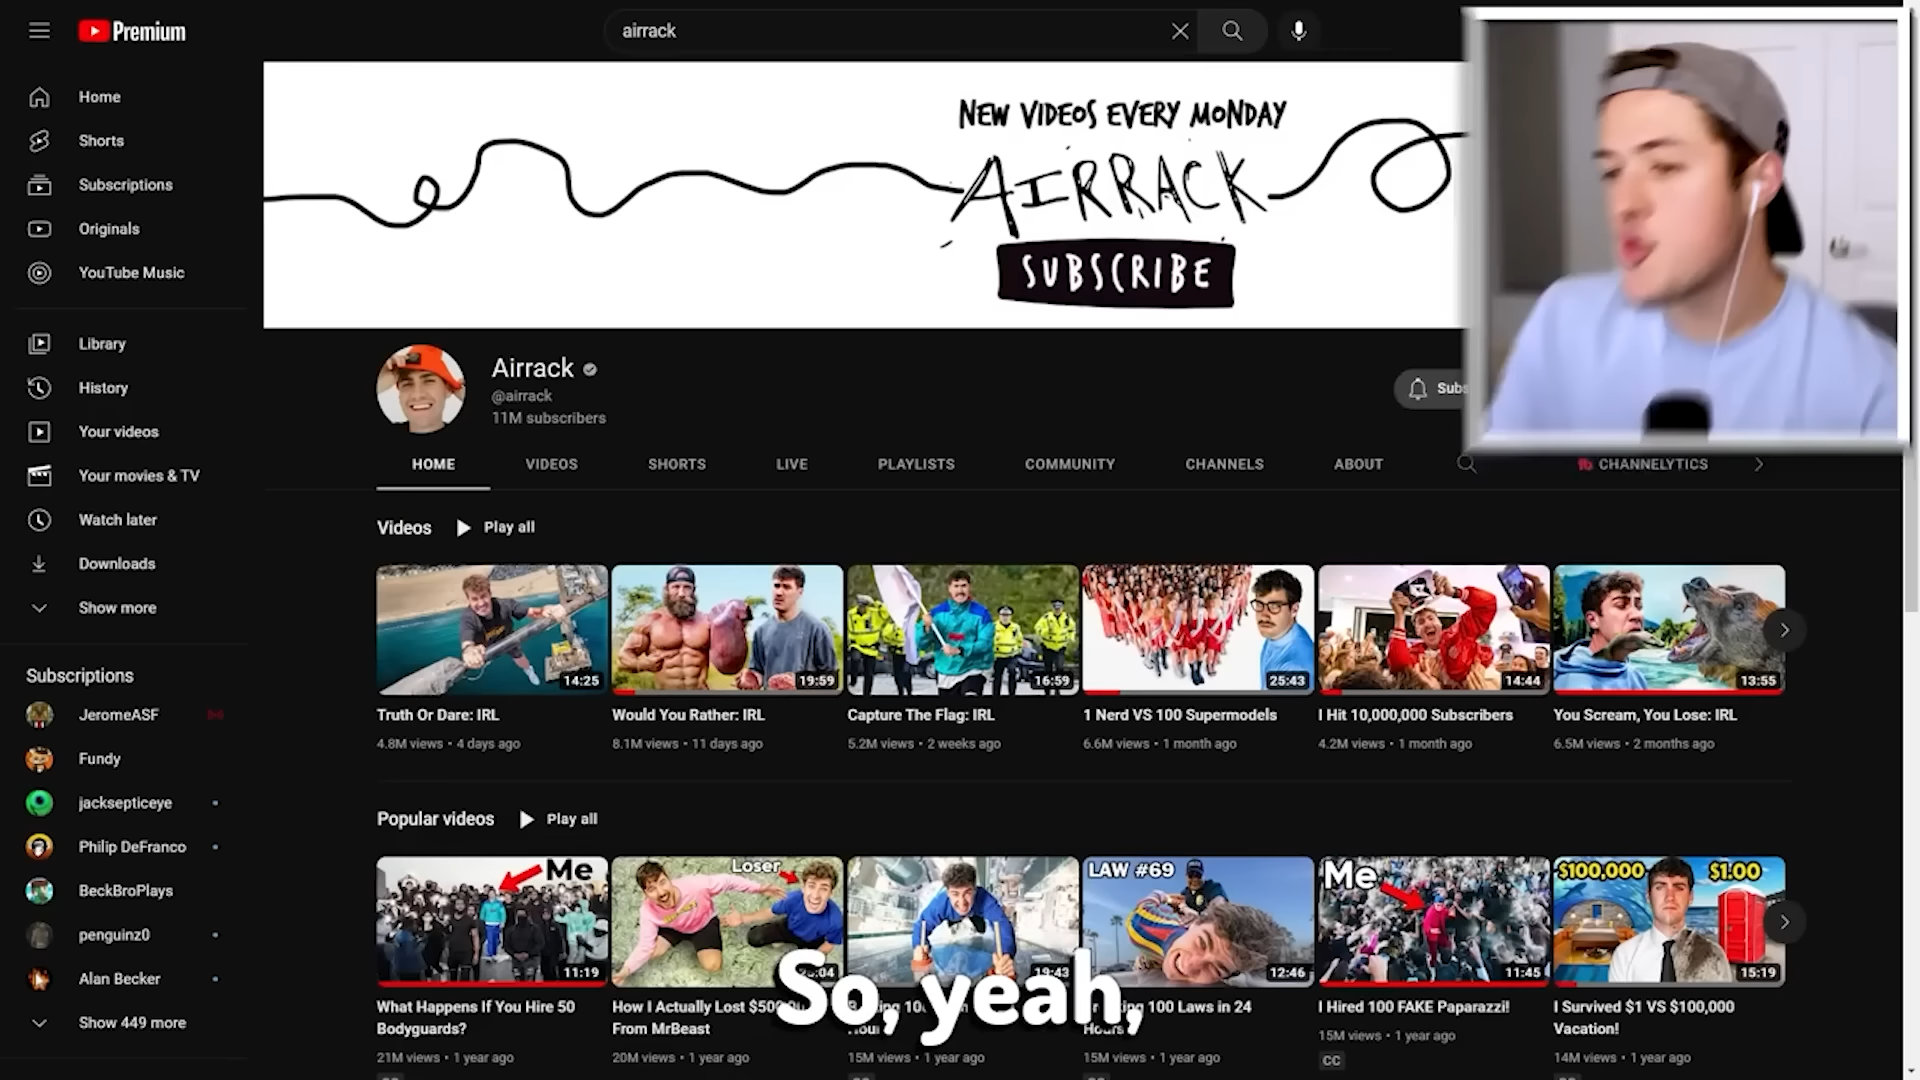 Premium
airrack
Home
Shorts
Subscriptions
Originals
YouTube Music
Library
History
Your videos
Your movies & TV
Watch later
Downloads
Show more
Subscriptions
JeromeASF
Fundy
jacksepticeye
Philip DeFranco
BeckBroPlays
penguinz0
Alan Becker
Show 449 more
NEW VIDEOS EVERY MONDAY
AIRRACK
SUBSCRIBE
Airrack
@airrack
11M subscribers
Subs
HOME VIDEOS SHORTS LIVE PLAYLISTS COMMUNITY CHANNELS ABOUT CHANNELYTICS
Videos Play all
14:25 19:59 16:59 25:43 14:44 13:55
Truth Or Dare: IRL Would You Rather: IRL Capture The Flag: IRL 1 Nerd VS 100 Supermodels I Hit 10,000,000 Subscribers You Scream, You Lose: IRL
4.8M views • 4 days ago 8.1M views • 11 days ago 5.2M views • 2 weeks ago 6.6M views • 1 month ago 4.2M views • 1 month ago 6.5M views • 2 months ago
Popular videos Play all
Me Loser LAW #69 Me $100,000 $1.00
11:19 19:43 12:46 11:45 15:19
What Happens If You Hire 50 How I Actually Lost $500 100 Laws in 24 I Hired 100 FAKE Paparazzi! I Survived $1 VS $100,000
Bodyguards? From MrBeast Vacation!
21M views • 1 year ago 20M views • 1 year ago 15M views • 1 year ago 15M views • 1 year ago 15M views • 1 year ago 14M views • 1 year ago
CC
So, yeah,